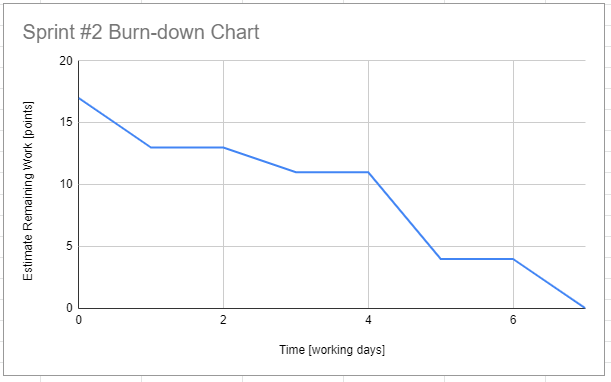 Sprint #2 Burn-down Chart
Estimate Remaining Work [points]
20
15
10
5
0
0 2 4 6
Time [working days]